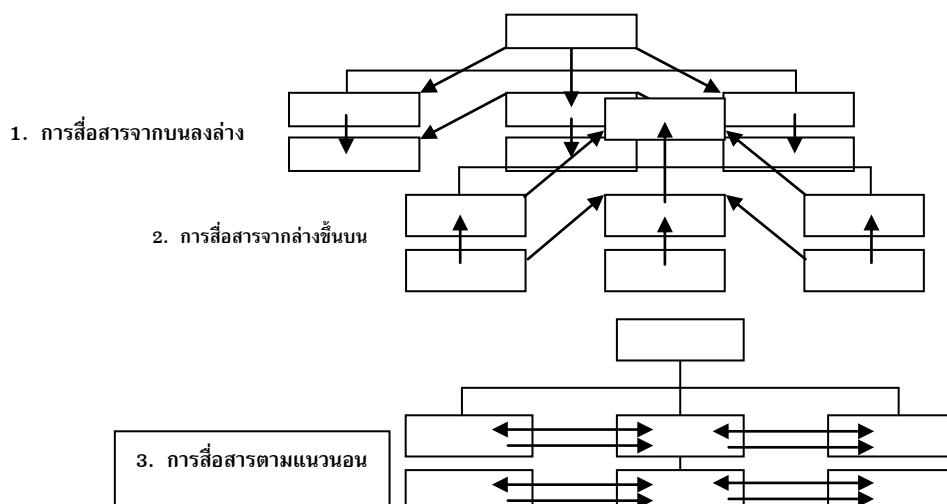 1. การสื่อสารจากบนลงล่าง
2. การสื่อสารจากล่างขึ้นบน
3. การสื่อสารตามแนวนอน